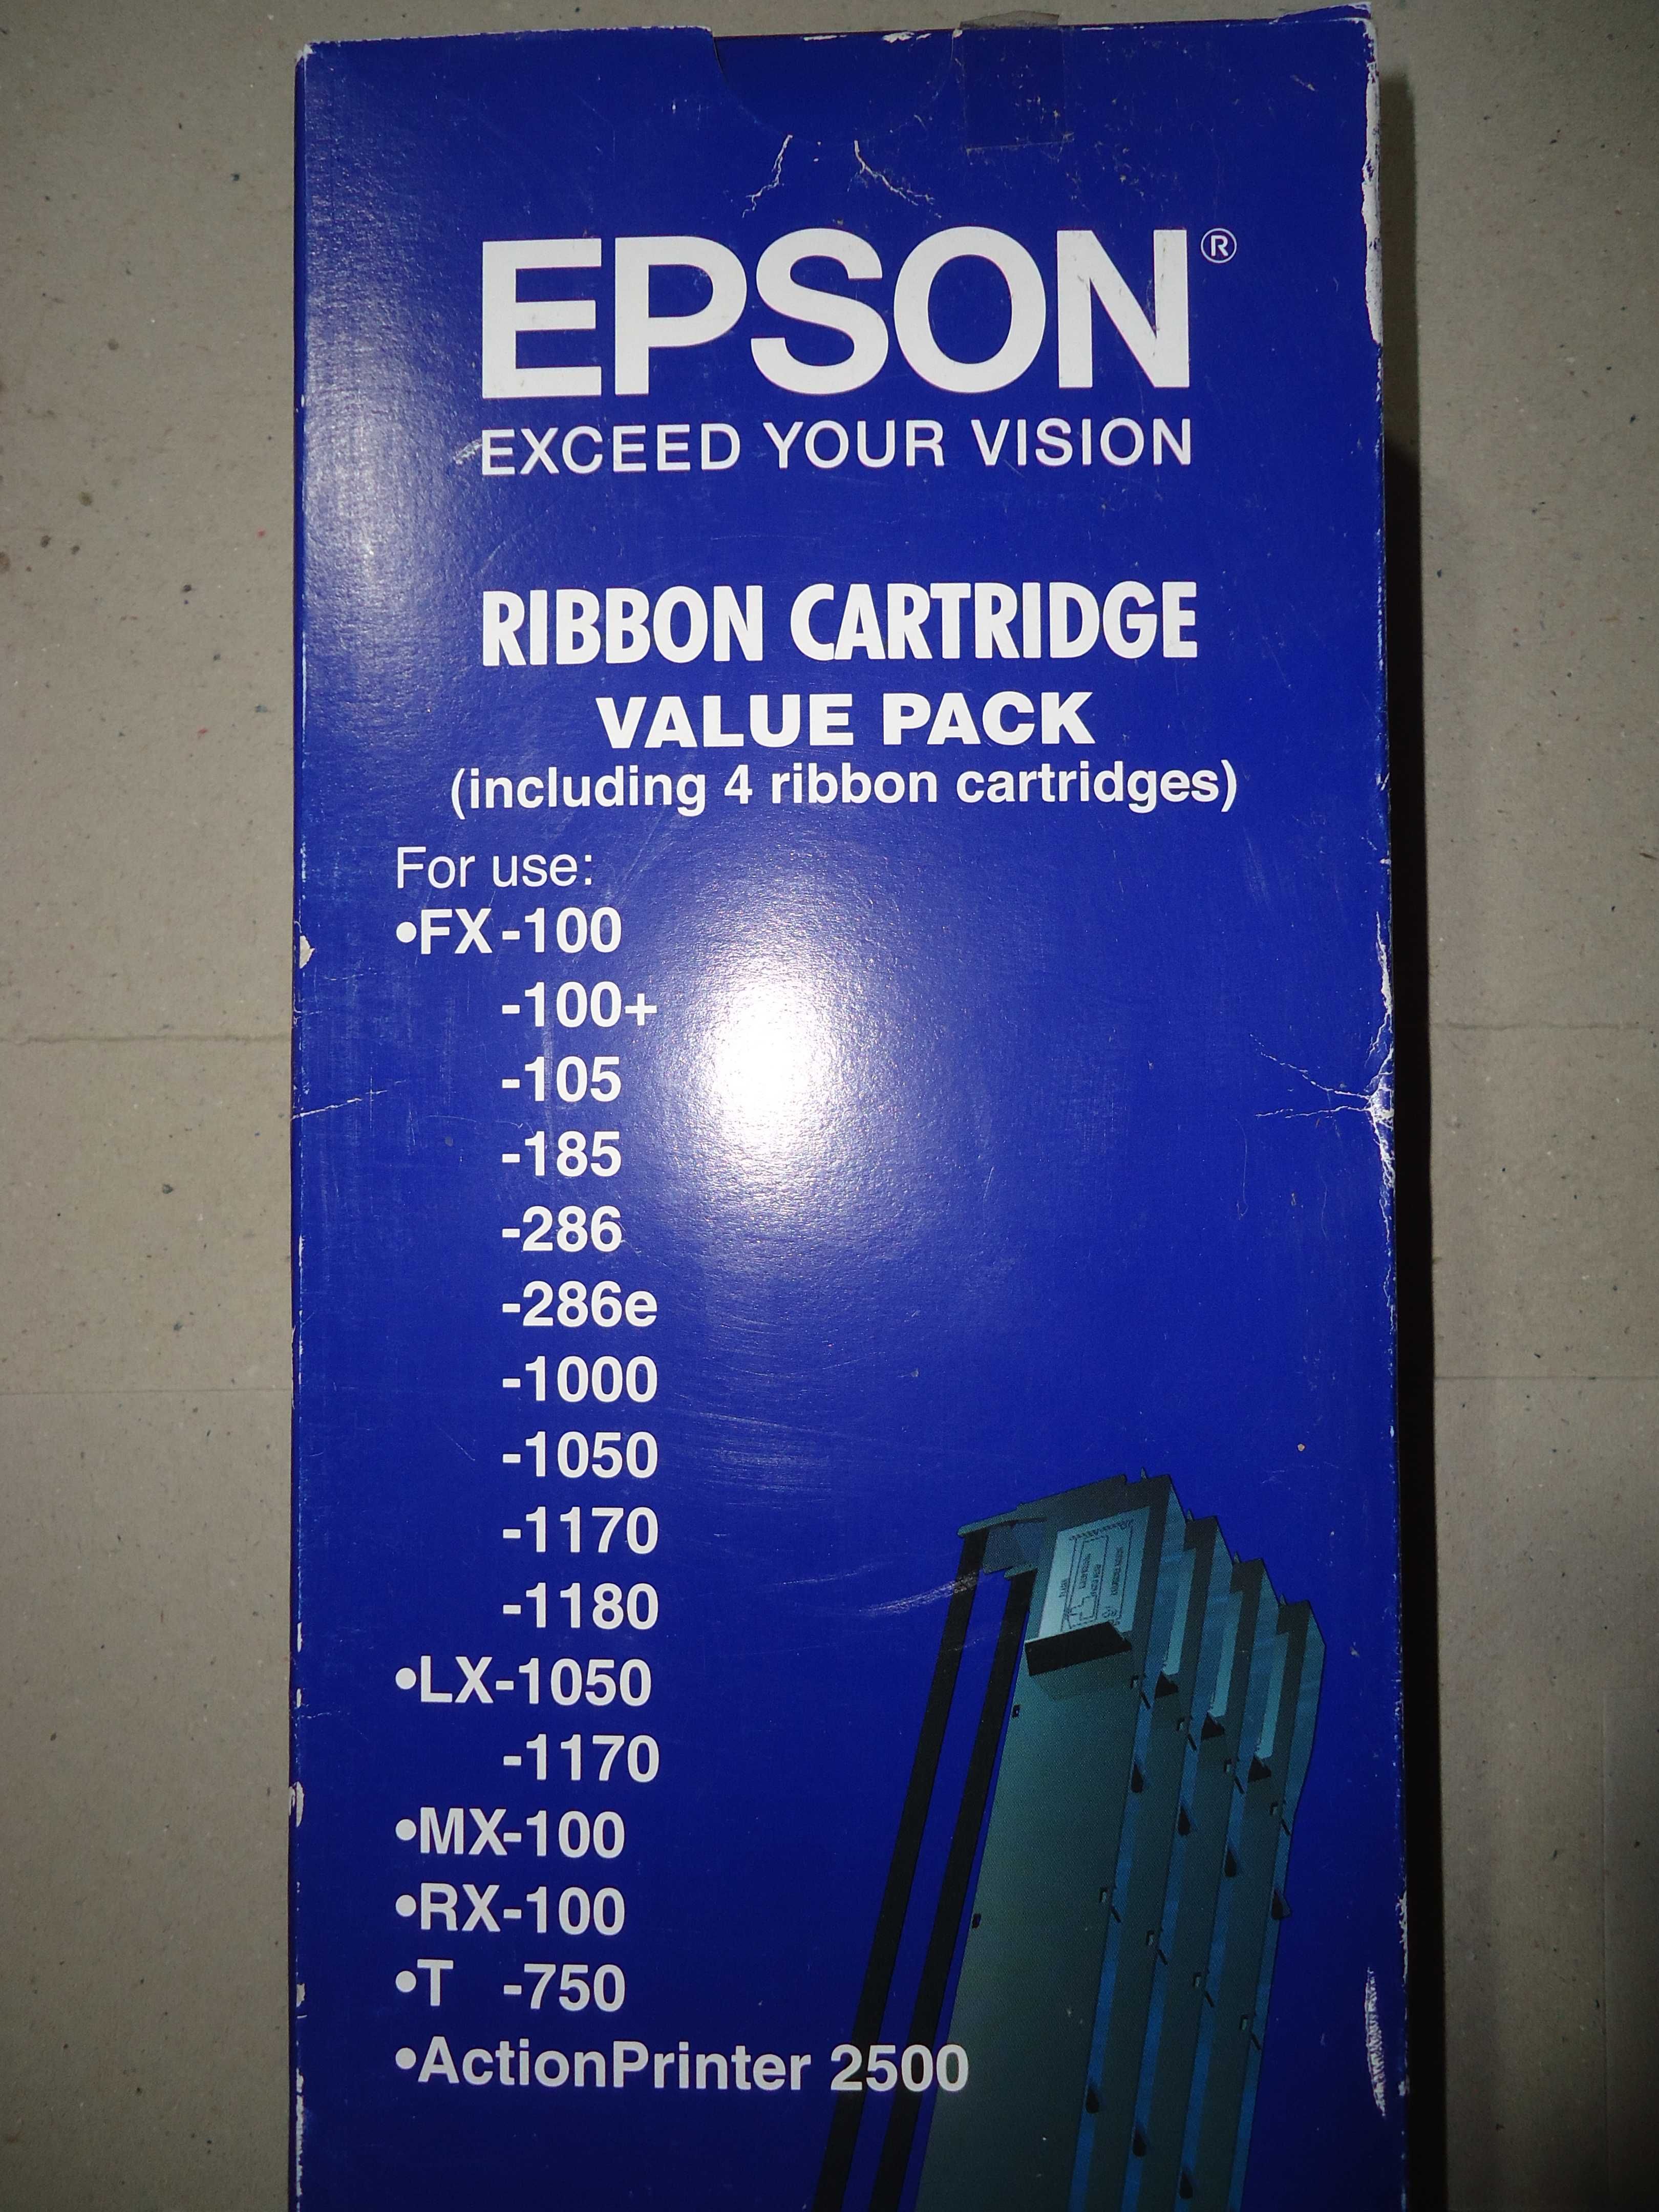 EPSON®
EXCEED YOUR VISION
RIBBON CARTRIDGE
VALUE PACK
(including 4 ribbon cartridges)
For use:
•FX-100
-100+
-105
-185
-286
-286e
-1000
-1050
-1170
-1180
•LX-1050
-1170
•MX-100
•RX-100
•T -750
•ActionPrinter 2500